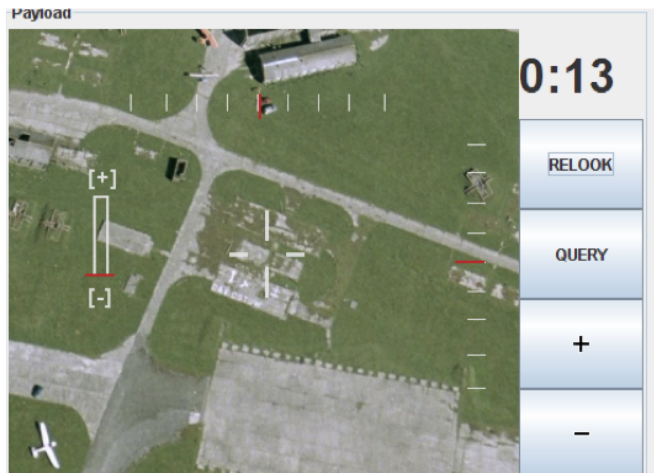 Payload
0:13
RELOOK
[+]
QUERY
[-]
+
–